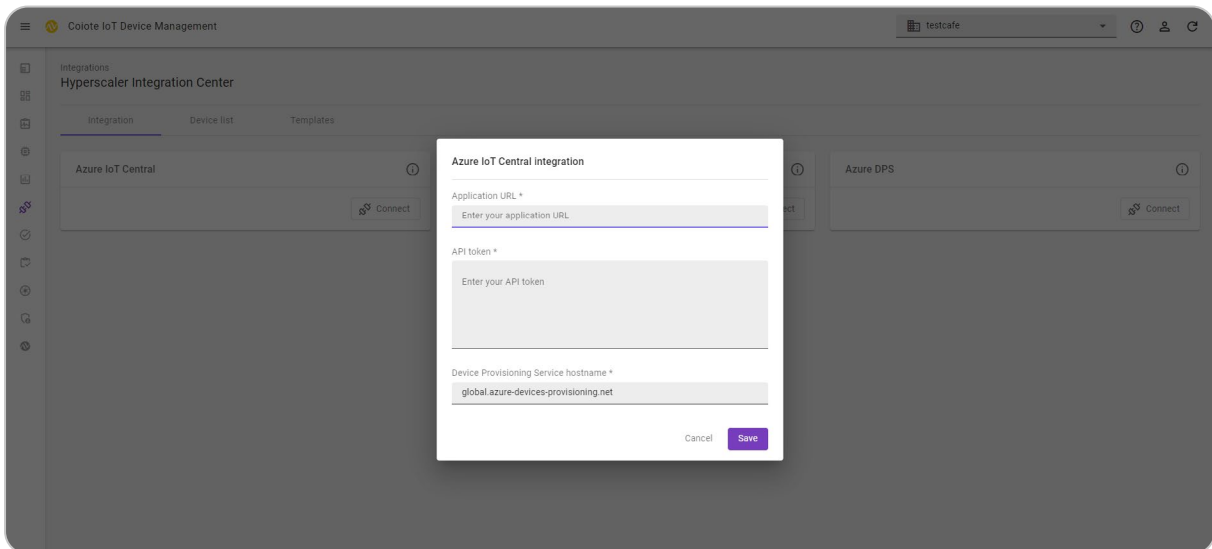 Coiote IoT Device Management
testcafe
Integrations
Hyperscaler Integration Center
Integration Device list Templates
Azure IoT Central
Azure DPS
Connect
ect
Connect
Azure IoT Central integration
Application URL *
Enter your application URL
API token *
Enter your API token
Device Provisioning Service hostname *
global.azure-devices-provisioning.net
Cancel Save